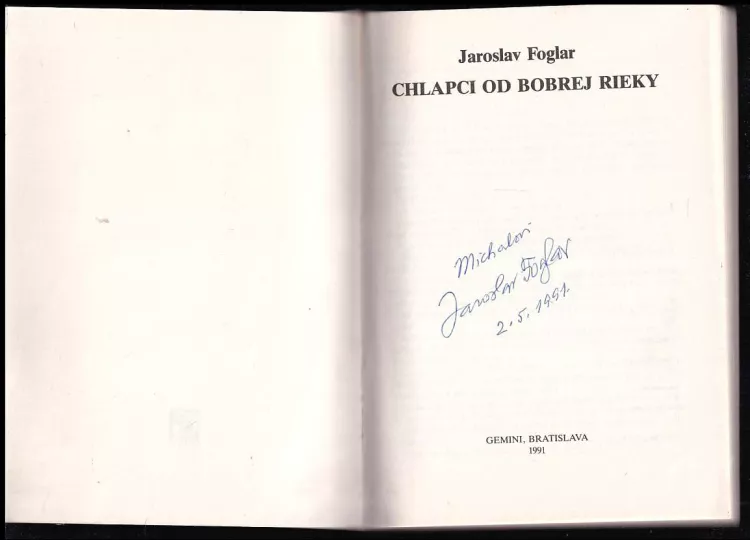 Jaroslav Foglar
CHLAPCI OD BOBREJ RIEKY
Michalovi
Jaroslav Foglar
2.5.1991.
GEMINI, BRATISLAVA
1991